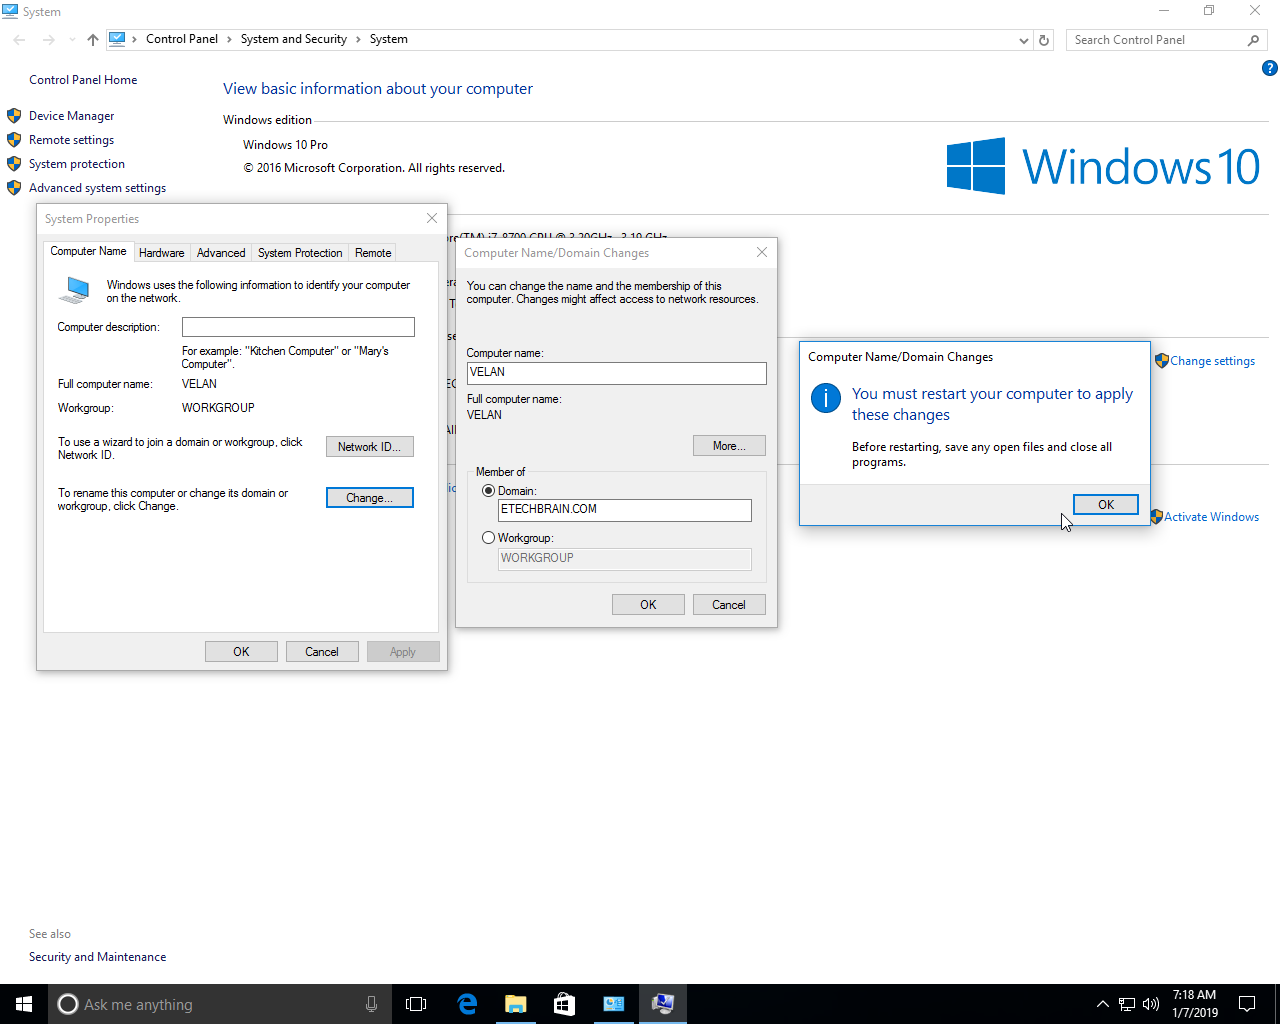 System
Control Panel
System and Security
System
Search Control Panel
Control Panel Home
Device Manager
Remote settings
System protection
Advanced system settings
View basic information about your computer
Windows edition
Windows 10 Pro
© 2016 Microsoft Corporation. All rights reserved.
Windows 10
System Properties
Computer Name
Hardware
Advanced
System Protection
Remote
Windows uses the following information to identify your computer
on the network.
Computer description:
For example: "Kitchen Computer" or "Mary's
Computer".
Full computer name:
VELAN
Workgroup:
WORKGROUP
To use a wizard to join a domain or workgroup, click
Network ID.
Network ID...
To rename this computer or change its domain or
workgroup, click Change.
Change...
OK
Cancel
Apply
Computer Name/Domain Changes
You can change the name and the membership of this
computer. Changes might affect access to network resources.
Computer name:
VELAN
Full computer name:
VELAN
More...
Member of
Domain:
ETECHBRAIN.COM
Workgroup:
WORKGROUP
OK
Cancel
Computer Name/Domain Changes
You must restart your computer to apply
these changes
Before restarting, save any open files and close all
programs.
OK
Change settings
Activate Windows
See also
Security and Maintenance
Ask me anything
7:18 AM
1/7/2019